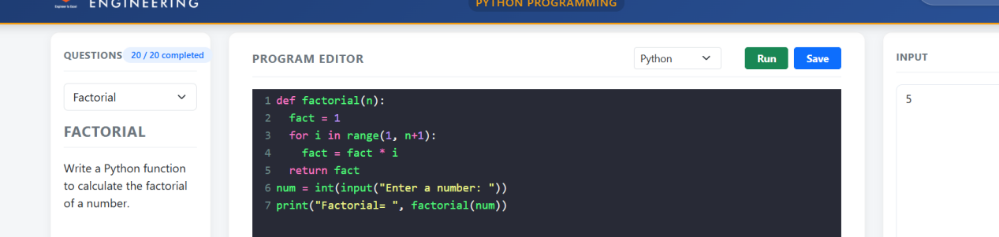 ENGINEERING
PYTHON PROGRAMMING
QUESTIONS 20 / 20 completed
Factorial
FACTORIAL
Write a Python function
to calculate the factorial
of a number.
PROGRAM EDITOR
Python
Run
Save
1 def factorial(n):
2   fact = 1
3   for i in range(1, n+1):
4     fact = fact * i
5   return fact
6 num = int(input("Enter a number: "))
7 print("Factorial= ", factorial(num))
INPUT
5